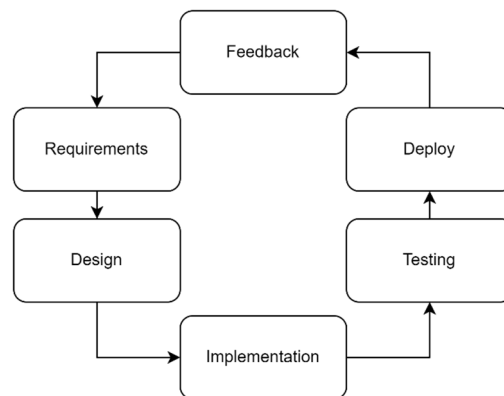 Feedback
Requirements
Deploy
Design
Testing
Implementation